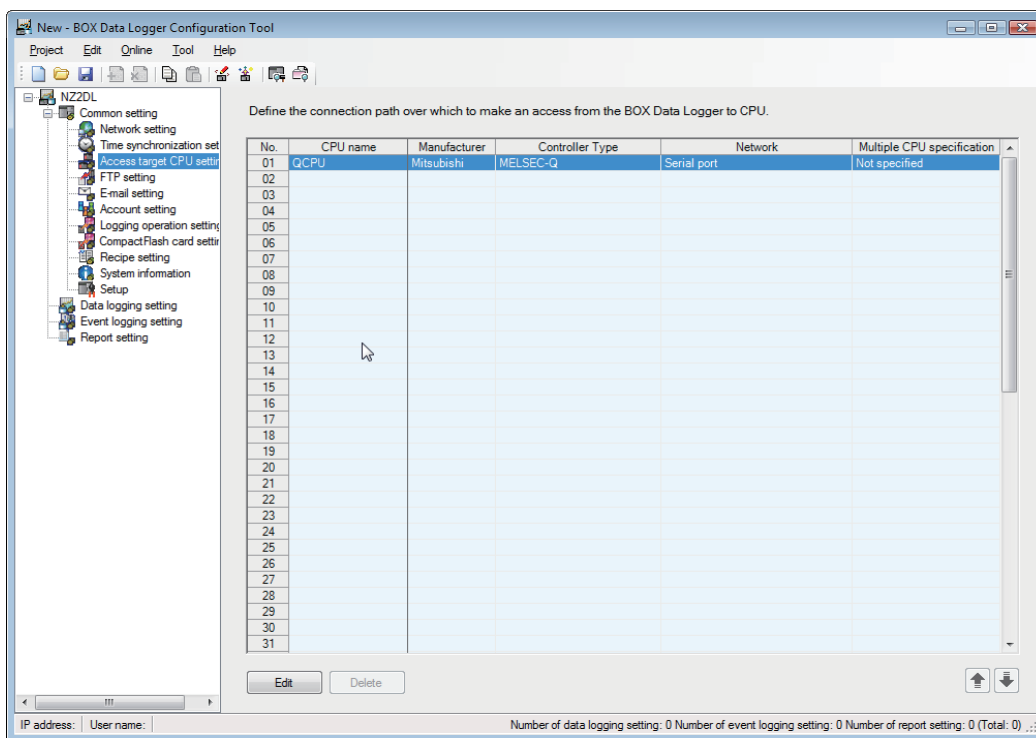 New - BOX Data Logger Configuration Tool
Project Edit Online Tool Help
NZ2DL
Common setting
Network setting
Time synchronization set
Access target CPU settin
FTP setting
E-mail setting
Account setting
Logging operation setting
CompactFlash card settin
Recipe setting
System information
Setup
Data logging setting
Event logging setting
Report setting
Define the connection path over which to make an access from the BOX Data Logger to CPU.
No. CPU name Manufacturer Controller Type Network Multiple CPU specification
01 QCPU Mitsubishi MELSEC-Q Serial port Not specified
02
03
04
05
06
07
08
09
10
11
12
13
14
15
16
17
18
19
20
21
22
23
24
25
26
27
28
29
30
31
Edit Delete
IP address: User name: Number of data logging setting: 0 Number of event logging setting: 0 Number of report setting: 0 (Total: 0)